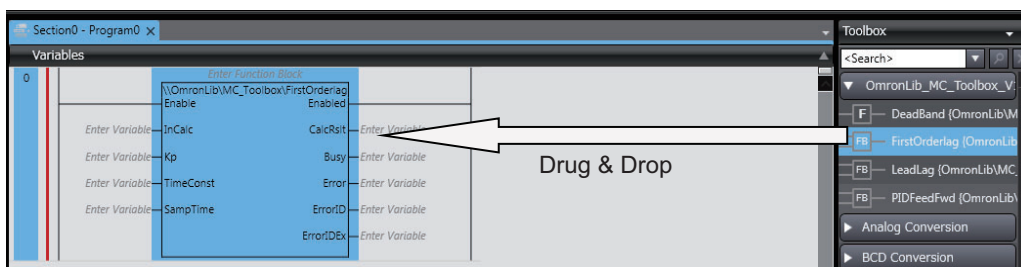 Section0 - Program0
Variables
0
Enter Function Block
\\OmronLib\MC_Toolbox\FirstOrderlag
Enable Enabled
Enter Variable InCalc CalcRslt Enter Variable
Enter Variable Kp Busy Enter Variable
Enter Variable TimeConst Error Enter Variable
Enter Variable SampTime ErrorID Enter Variable
ErrorIDEx Enter Variable
Drug & Drop
Toolbox
<Search>
OmronLib_MC_Toolbox_V1
F DeadBand {OmronLib\M
FB FirstOrderlag {OmronLib
FB LeadLag {OmronLib\MC_
FB PIDFeedFwd {OmronLib\
Analog Conversion
BCD Conversion